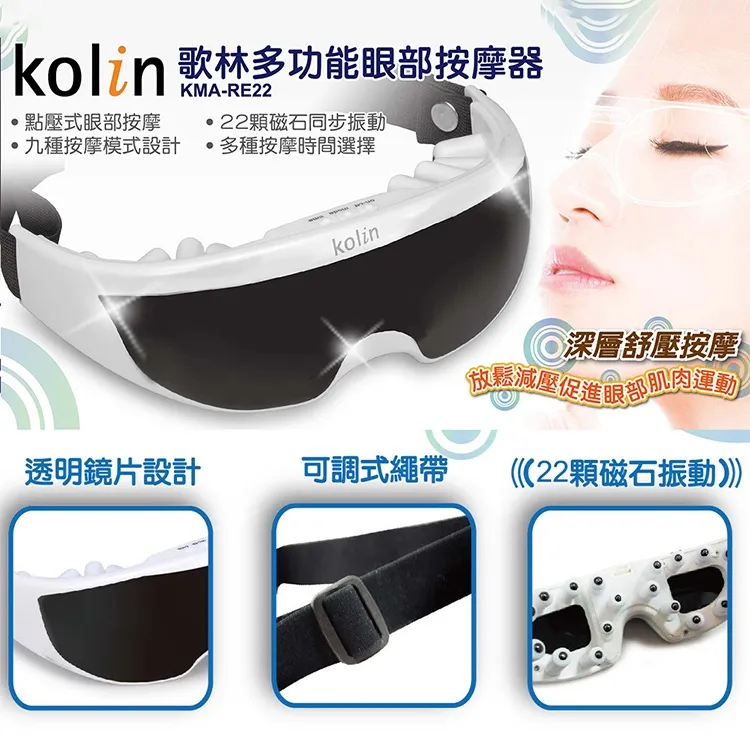 kolin 歌林多功能眼部按摩器
KMA-RE22
• 點壓式眼部按摩 • 22顆磁石同步振動
• 九種按摩模式設計 • 多種按摩時間選擇
kolin
深層舒壓按摩
放鬆減壓促進眼部肌肉運動
透明鏡片設計
可調式繩帶
(((22顆磁石振動)))